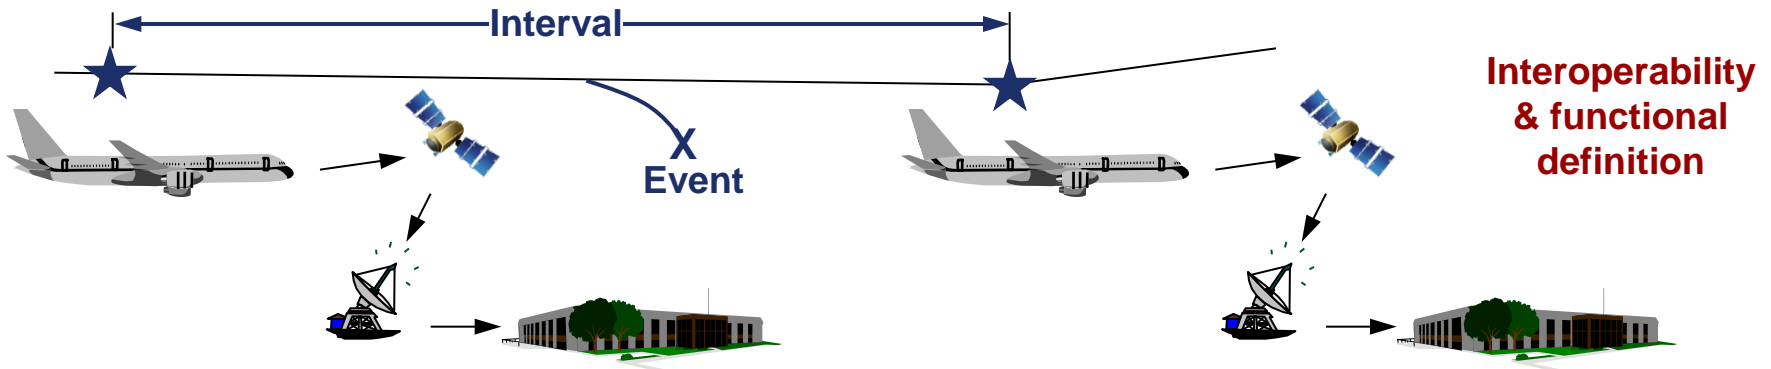 Interval
X
Event
Interoperability
& functional
definition